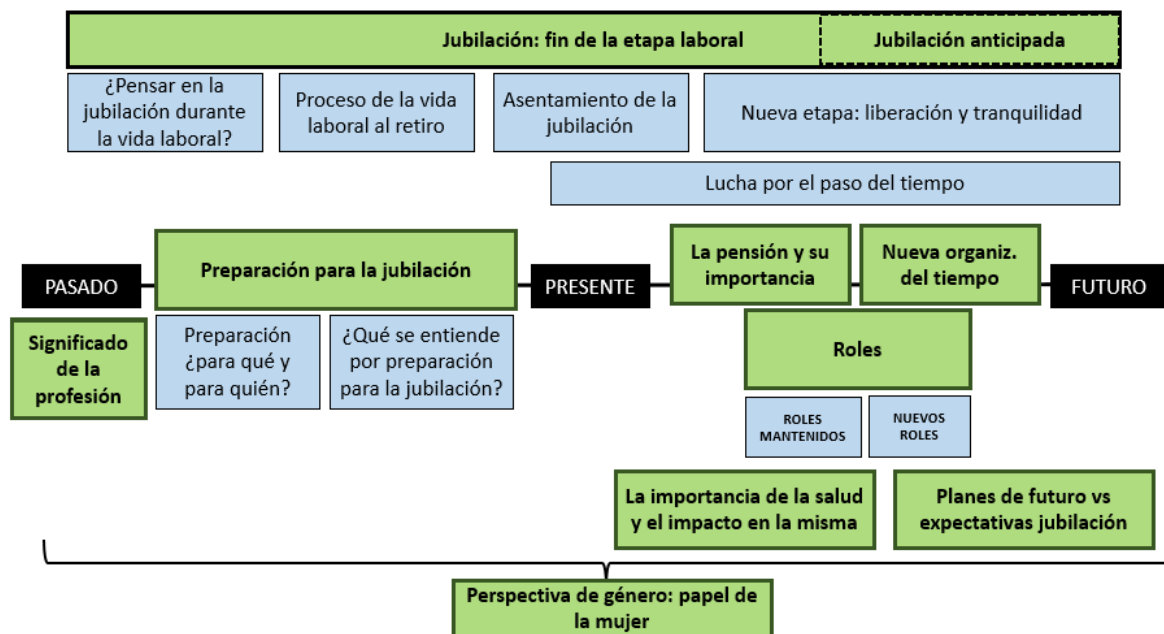 Jubilación: fin de la etapa laboral
Jubilación anticipada
¿Pensar en la
jubilación durante
la vida laboral?
Proceso de la vida
laboral al retiro
Asentamiento de la
jubilación
Nueva etapa: liberación y tranquilidad
Lucha por el paso del tiempo
PASADO
Preparación para la jubilación
PRESENTE
La pensión y su
importancia
Nueva organiz.
del tiempo
FUTURO
Significado
de la
profesión
Preparación
¿para qué y
para quién?
¿Qué se entiende
por preparación
para la jubilación?
Roles
ROLES
MANTENIDOS
NUEVOS
ROLES
La importancia de la salud
y el impacto en la misma
Planes de futuro vs
expectativas jubilación
Perspectiva de género: papel de
la mujer